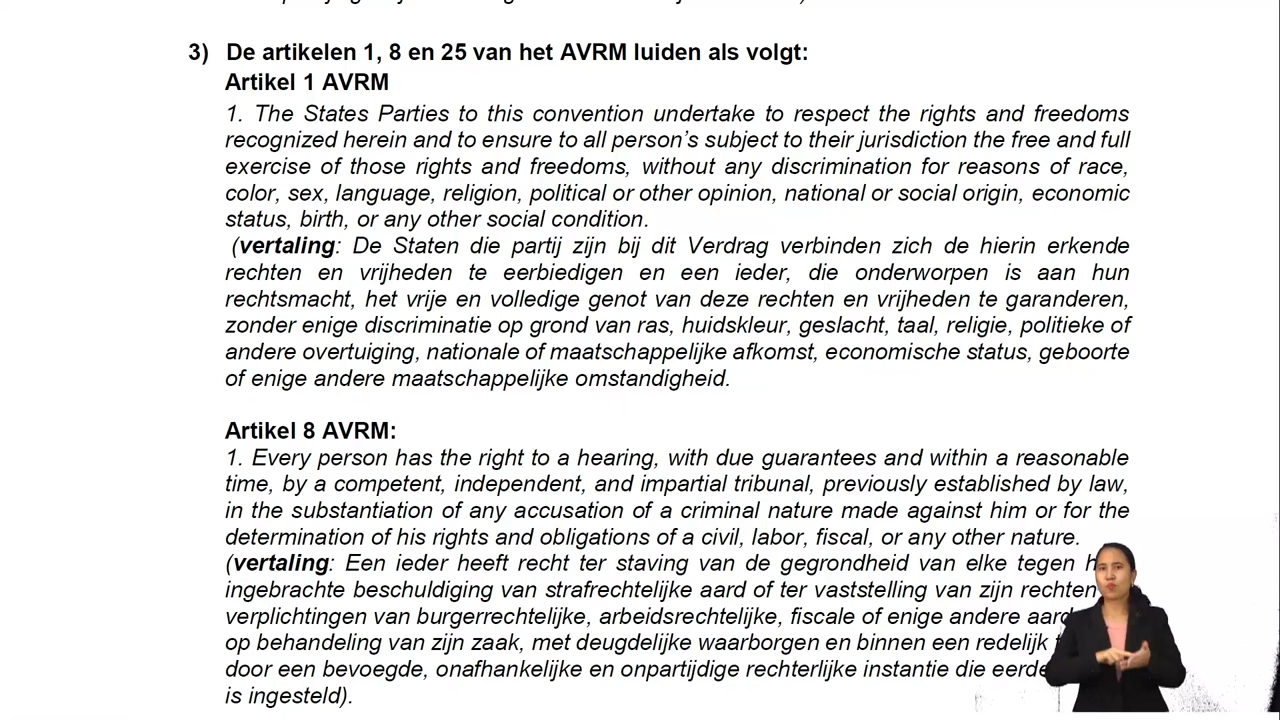 3) De artikelen 1, 8 en 25 van het AVRM luiden als volgt:
Artikel 1 AVRM
1. The States Parties to this convention undertake to respect the rights and freedoms
recognized herein and to ensure to all person’s subject to their jurisdiction the free and full
exercise of those rights and freedoms, without any discrimination for reasons of race,
color, sex, language, religion, political or other opinion, national or social origin, economic
status, birth, or any other social condition.
(vertaling: De Staten die partij zijn bij dit Verdrag verbinden zich de hierin erkende
rechten en vrijheden te eerbiedigen en een ieder, die onderworpen is aan hun
rechtsmacht, het vrije en volledige genot van deze rechten en vrijheden te garanderen,
zonder enige discriminatie op grond van ras, huidskleur, geslacht, taal, religie, politieke of
andere overtuiging, nationale of maatschappelijke afkomst, economische status, geboorte
of enige andere maatschappelijke omstandigheid.
Artikel 8 AVRM:
1. Every person has the right to a hearing, with due guarantees and within a reasonable
time, by a competent, independent, and impartial tribunal, previously established by law,
in the substantiation of any accusation of a criminal nature made against him or for the
determination of his rights and obligations of a civil, labor, fiscal, or any other nature.
(vertaling: Een ieder heeft recht ter staving van de gegrondheid van elke tegen
ingebrachte beschuldiging van strafrechtelijke aard of ter vaststelling van zijn rechten
verplichtingen van burgerrechtelijke, arbeidsrechtelijke, fiscale of enige andere
op behandeling van zijn zaak, met deugdelijke waarborgen en binnen een redelijk
door een bevoegde, onafhankelijke en onpartijdige rechterlijke instantie die
is ingesteld).